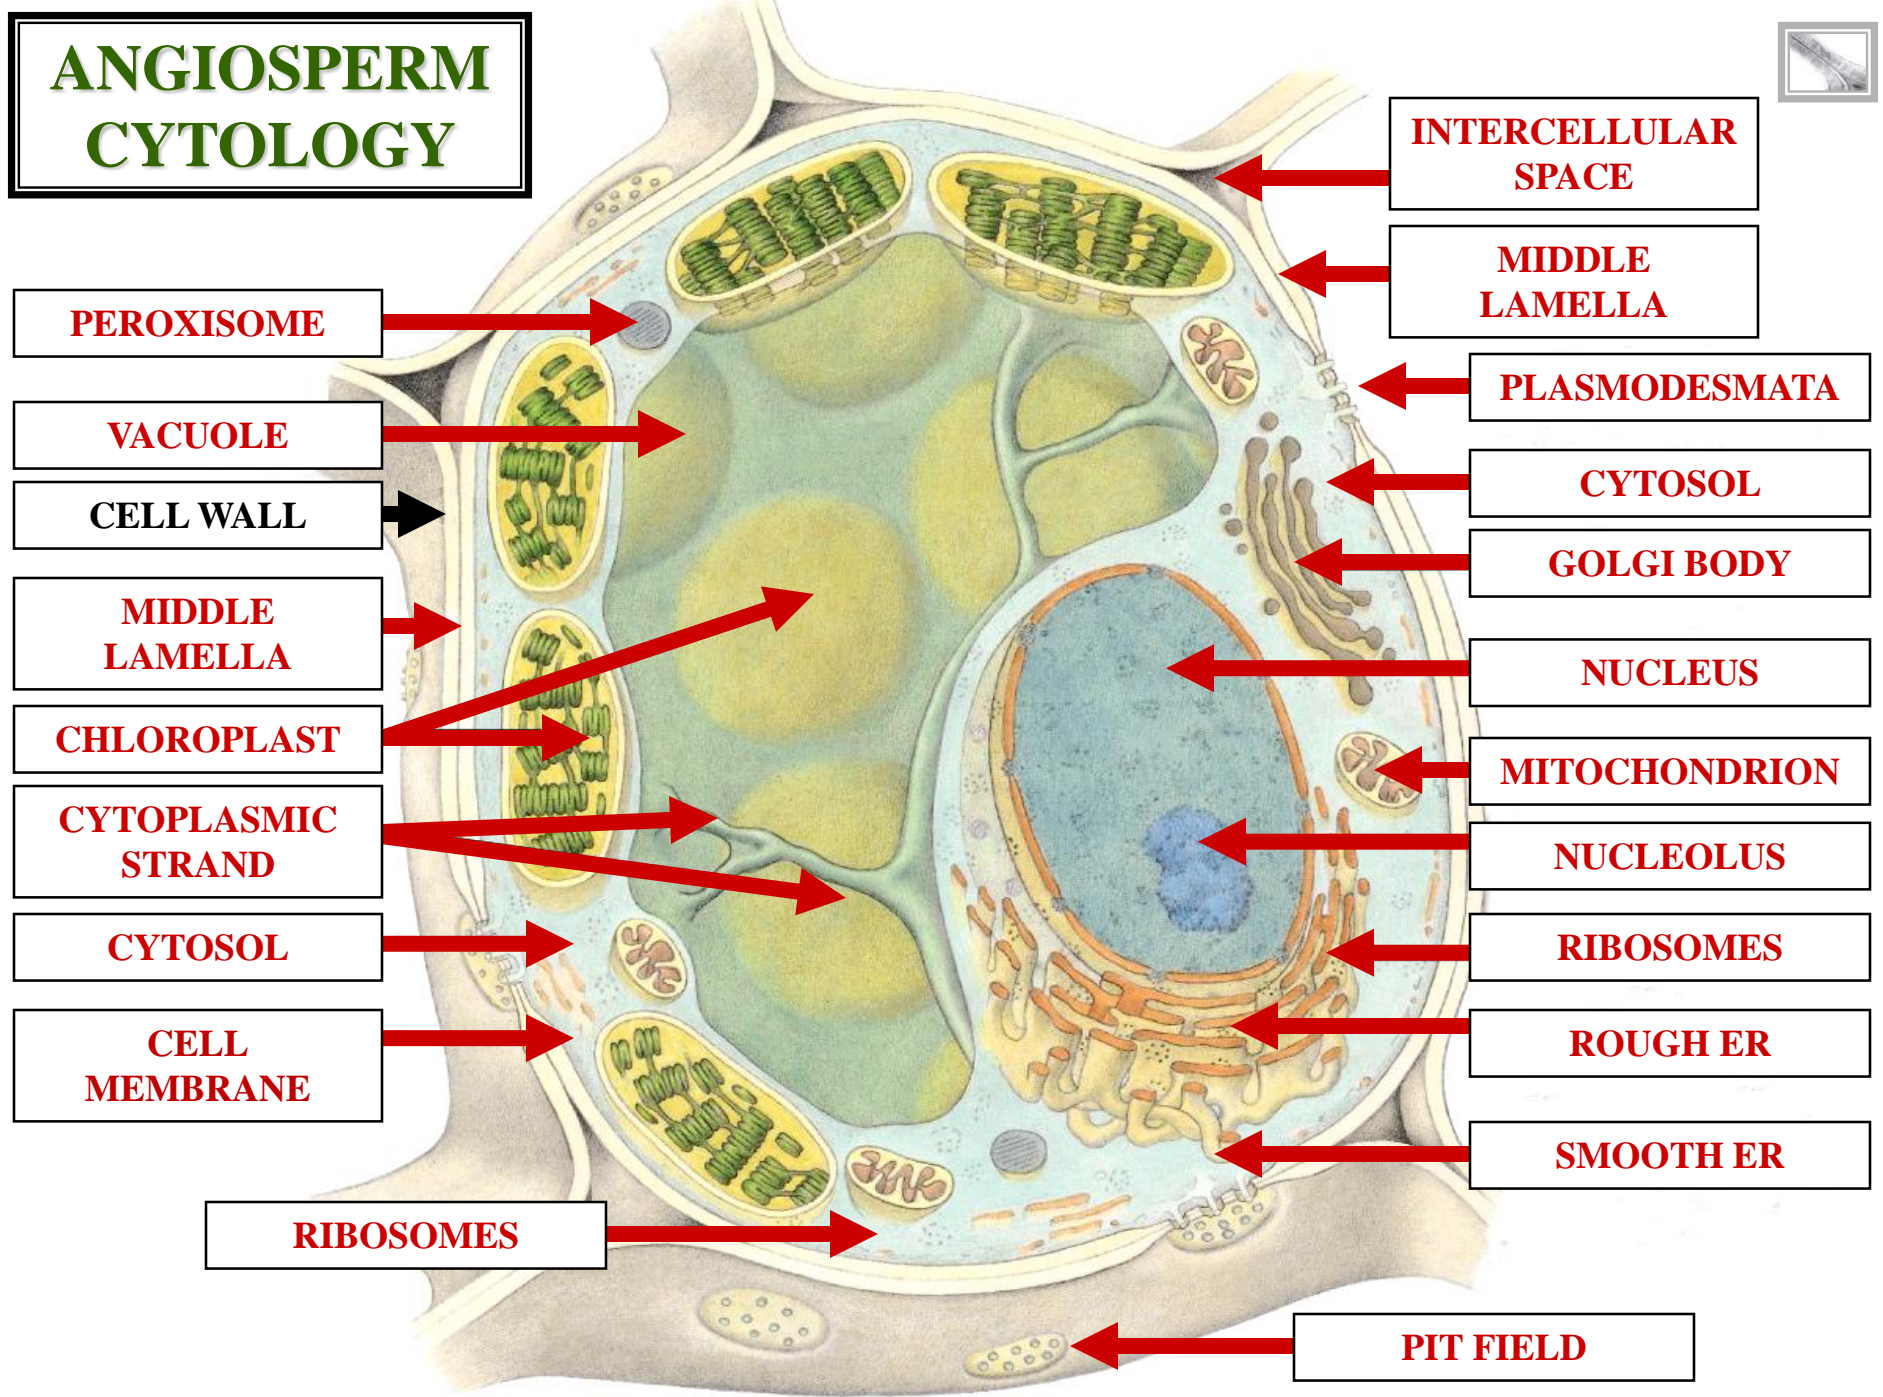 ANGIOSPERM
CYTOLOGY
PEROXISOME
VACUOLE
CELL WALL
MIDDLE
LAMELLA
CHLOROPLAST
CYTOPLASMIC
STRAND
CYTOSOL
CELL
MEMBRANE
RIBOSOMES
INTERCELLULAR
SPACE
MIDDLE
LAMELLA
PLASMODESMATA
CYTOSOL
GOLGI BODY
NUCLEUS
MITOCHONDRION
NUCLEOLUS
RIBOSOMES
ROUGH ER
SMOOTH ER
PIT FIELD